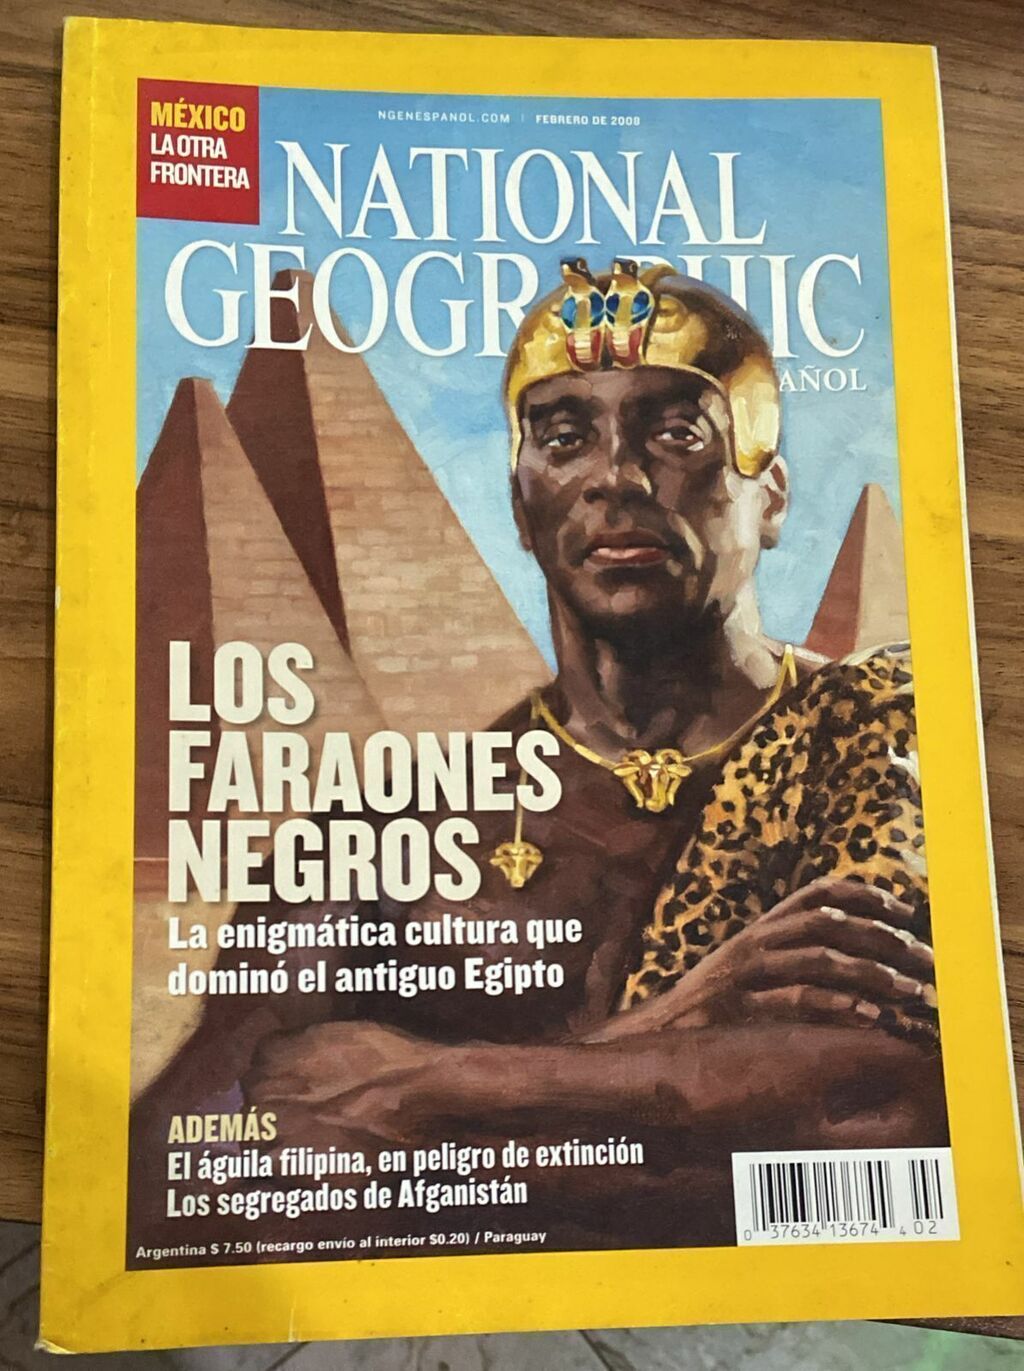 MÉXICO
LA OTRA
FRONTERA
NGENESPANOL.COM | FEBRERO DE 2008
NATIONAL
GEOGRAPHIC
AÑOL
LOS
FARAONES
NEGROS
La enigmática cultura que
dominó el antiguo Egipto
ADEMÁS
El águila filipina, en peligro de extinción
Los segregados de Afganistán
Argentina $ 7.50 (recargo envío al interior $0.20) / Paraguay
0 37634 13674 4 02